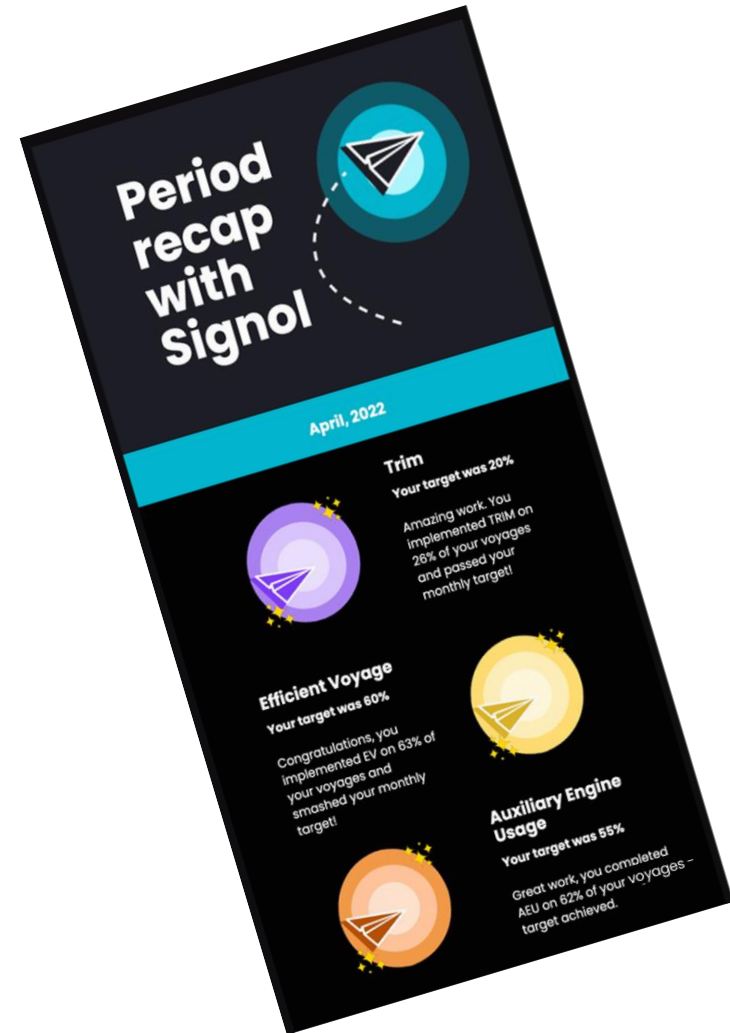 Period
recap
with
Signol
April, 2022
Trim
Your target was 20%
Amazing work. You
implemented TRIM on
26% of your voyages
and passed your
monthly target!
Efficient Voyage
Your target was 60%
Congratulations, you
implemented EV on 63% of
your voyages and
smashed your monthly
target!
Auxiliary Engine
Usage
Your target was 55%
Great work, you completed
AEU on 62% of your voyages –
target achieved.